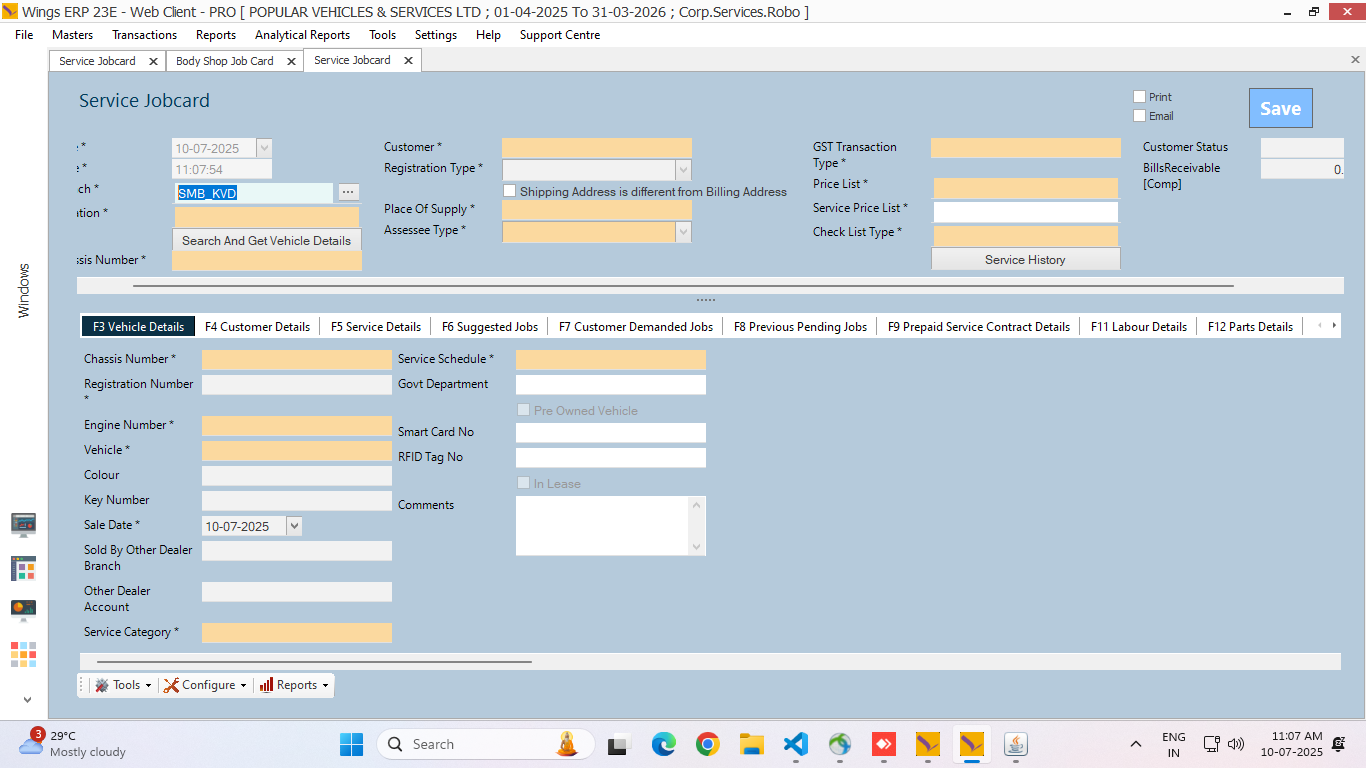 Wings ERP 23E - Web Client - PRO [ POPULAR VEHICLES & SERVICES LTD ; 01-04-2025 To 31-03-2026 ; Corp.Services.Robo ]
File Masters Transactions Reports Analytical Reports Tools Settings Help Support Centre
Service Jobcard Body Shop Job Card Service Jobcard
Service Jobcard
Print
Email
Save
* 10-07-2025
* 11:07:54
ch * SMB_KVD ...
ation *
Search And Get Vehicle Details
ssis Number *
Customer *
Registration Type *
Shipping Address is different from Billing Address
Place Of Supply *
Assessee Type *
GST Transaction
Type *
Price List *
Service Price List *
Check List Type *
Service History
Customer Status
BillsReceivable 0.
[Comp]
Windows
F3 Vehicle Details F4 Customer Details F5 Service Details F6 Suggested Jobs F7 Customer Demanded Jobs F8 Previous Pending Jobs F9 Prepaid Service Contract Details F11 Labour Details F12 Parts Details
Chassis Number *
Registration Number
*
Engine Number *
Vehicle *
Colour
Key Number
Sale Date * 10-07-2025
Sold By Other Dealer
Branch
Other Dealer
Account
Service Category *
Service Schedule *
Govt Department
Pre Owned Vehicle
Smart Card No
RFID Tag No
In Lease
Comments
Tools Configure Reports
3
29°C
Mostly cloudy
Search
ENG
IN
11:07 AM
10-07-2025